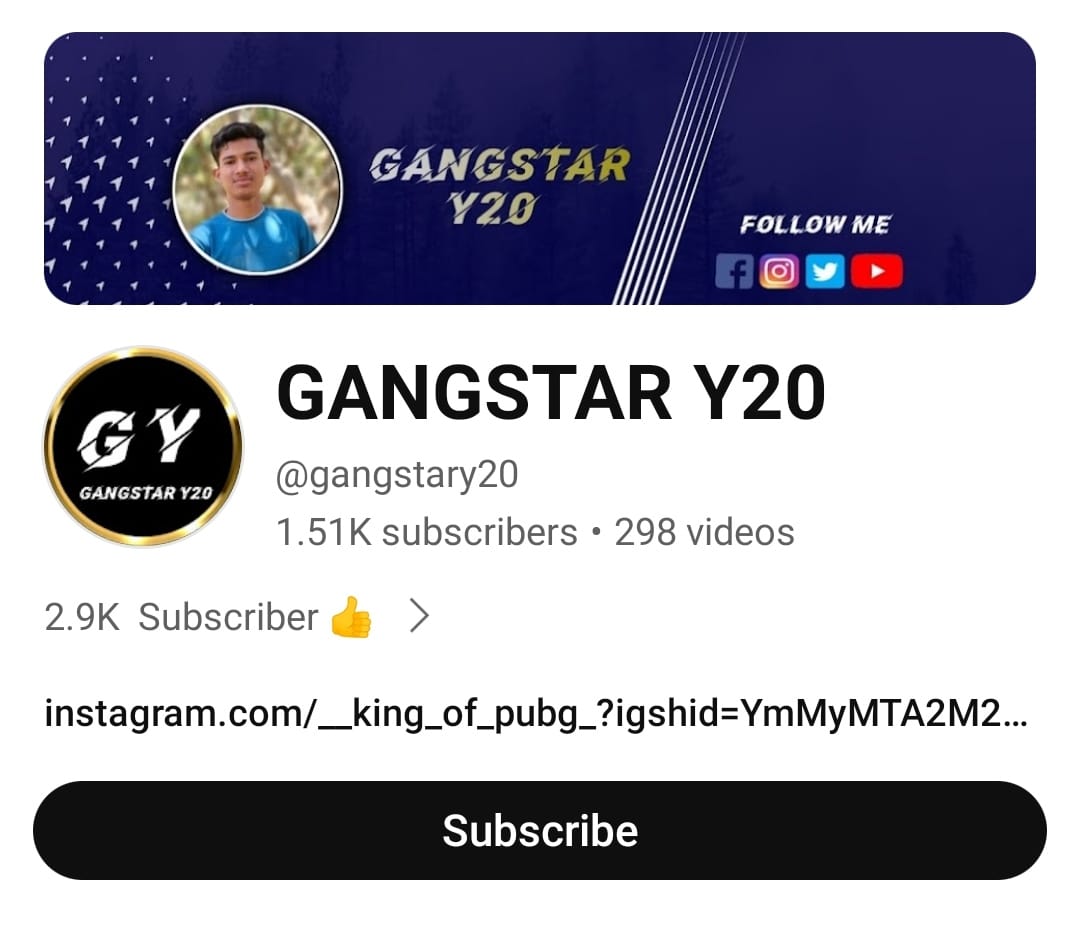 GANGSTAR
Y20
FOLLOW ME
GY
GANGSTAR Y20
GANGSTAR Y20
@gangstary20
1.51K subscribers • 298 videos
2.9K Subscriber 👍 >
instagram.com/__king_of_pubg_?igshid=YmMyMTA2M2...
Subscribe